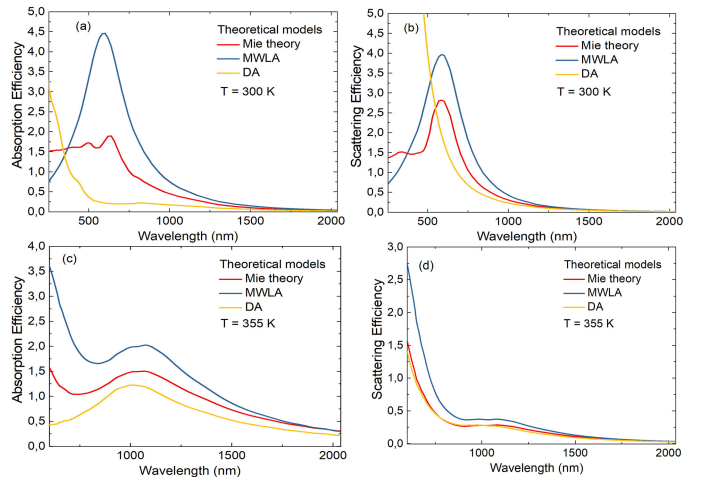 (a)
Theoretical models
Mie theory
MWLA
DA
T = 300 K
Absorption Efficiency
5,0
4,5
4,0
3,5
3,0
2,5
2,0
1,5
1,0
0,5
0,0
500 1000 1500 2000
Wavelength (nm)
(b)
Theoretical models
Mie theory
MWLA
DA
T = 300 K
Scattering Efficiency
5,0
4,5
4,0
3,5
3,0
2,5
2,0
1,5
1,0
0,5
0,0
500 1000 1500 2000
Wavelength (nm)
(c)
Theoretical models
Mie theory
MWLA
DA
T = 355 K
Absorption Efficiency
4,0
3,5
3,0
2,5
2,0
1,5
1,0
0,5
0,0
1000 1500 2000
Wavelength (nm)
(d)
Theoretical models
Mie theory
MWLA
DA
T = 355 K
Scattering Efficiency
3,0
2,5
2,0
1,5
1,0
0,5
0,0
1000 1500 2000
Wavelength (nm)